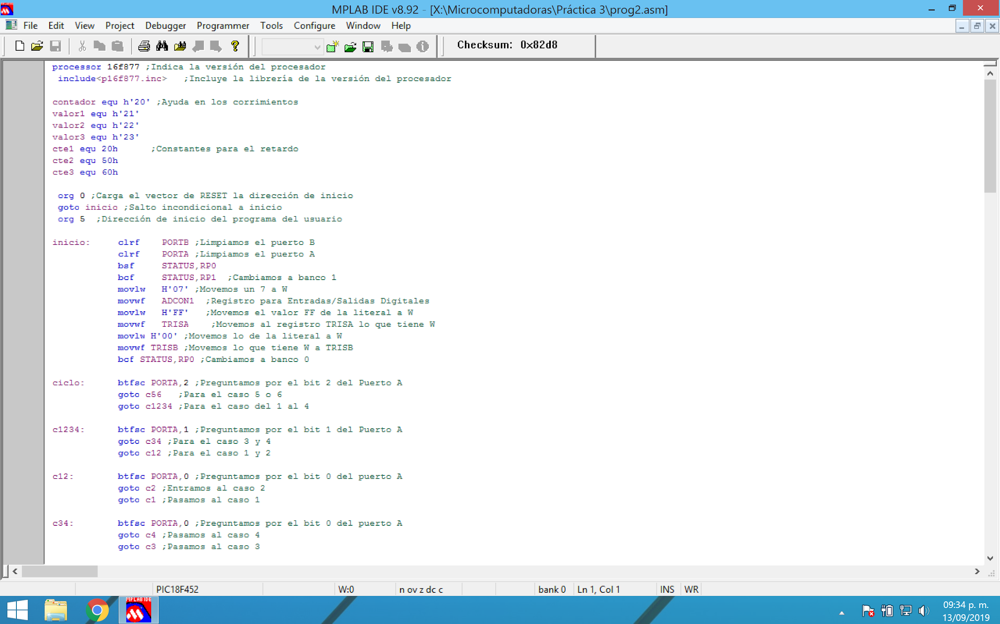 MPLAB IDE v8.92 - [X:\Microcomputadoras\Práctica 3\prog2.asm]
File Edit View Project Debugger Programmer Tools Configure Window Help
Checksum: 0x82d8
processor 16f877 ;Indica la versión del procesador
include<p16f877.inc> ;Incluye la librería de la versión del procesador
contador equ h'20' ;Ayuda en los corrimientos
valor1 equ h'21'
valor2 equ h'22'
valor3 equ h'23'
cte1 equ 20h ;Constantes para el retardo
cte2 equ 50h
cte3 equ 60h
org 0 ;Carga el vector de RESET la dirección de inicio
goto inicio ;Salto incondicional a inicio
org 5 ;Dirección de inicio del programa del usuario
inicio: clrf PORTB ;Limpiamos el puerto B
clrf PORTA ;Limpiamos el puerto A
bsf STATUS,RP0
bcf STATUS,RP1 ;Cambiamos a banco 1
movlw H'07' ;Movemos un 7 a W
movwf ADCON1 ;Registro para Entradas/Salidas Digitales
movlw H'FF' ;Movemos el valor FF de la literal a W
movwf TRISA ;Movemos al registro TRISA lo que tiene W
movlw H'00' ;Movemos lo de la literal a W
movwf TRISB ;Movemos lo que tiene W a TRISB
bcf STATUS,RP0 ;Cambiamos a banco 0
ciclo: btfsc PORTA,2 ;Preguntamos por el bit 2 del Puerto A
goto c56 ;Para el caso 5 o 6
goto c1234 ;Para el caso del 1 al 4
c1234: btfsc PORTA,1 ;Preguntamos por el bit 1 del Puerto A
goto c34 ;Para el caso 3 y 4
goto c12 ;Para el caso 1 y 2
c12: btfsc PORTA,0 ;Preguntamos por el bit 0 del puerto A
goto c2 ;Entramos al caso 2
goto c1 ;Pasamos al caso 1
c34: btfsc PORTA,0 ;Preguntamos por el bit 0 del puerto A
goto c4 ;Pasamos al caso 4
goto c3 ;Pasamos al caso 3
PIC18F452 W:0 n ov z dc c bank 0 Ln 1, Col 1 INS WR
MPLAB IDE
09:34 p. m.
13/09/2019